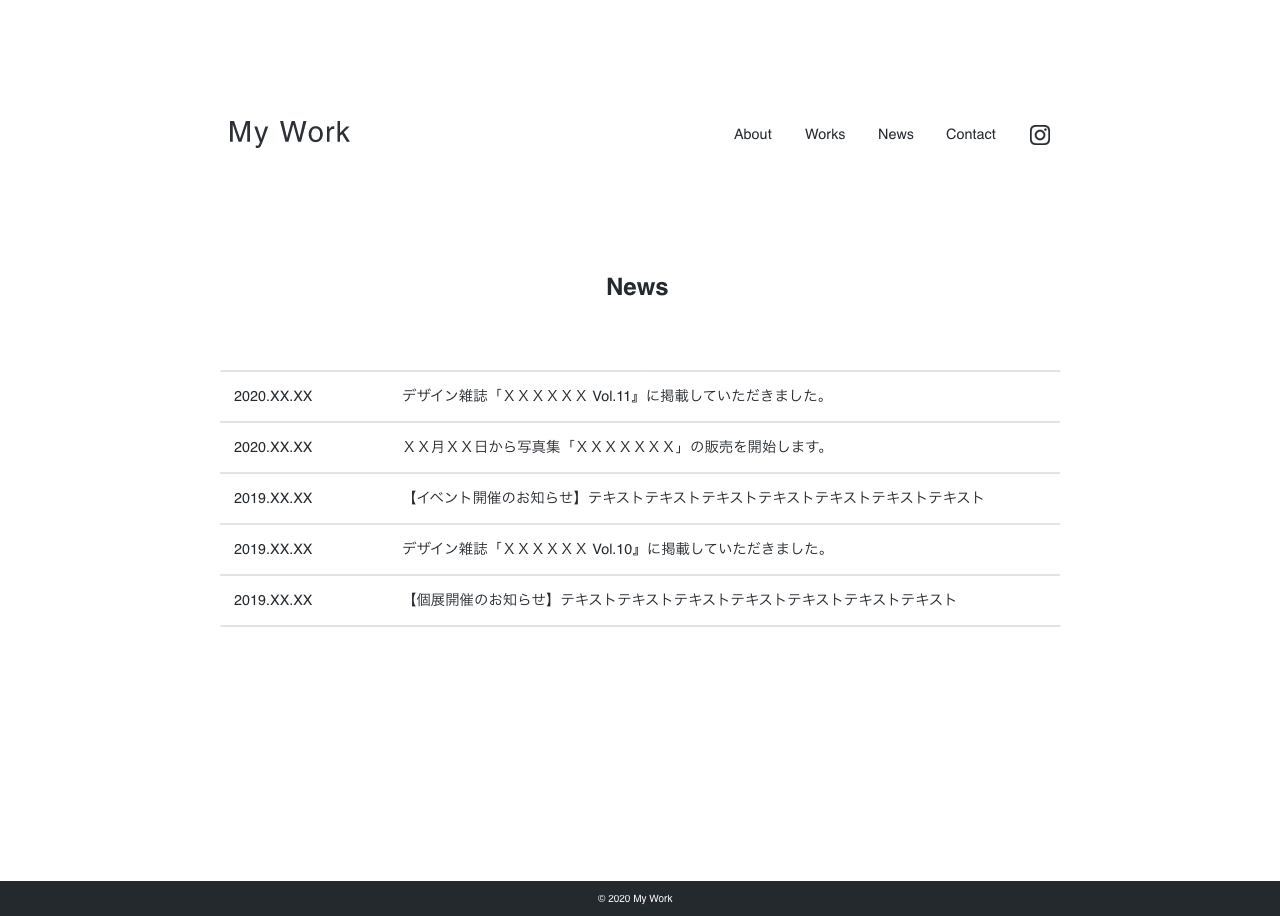 My Work
About Works News Contact
News
2020.XX.XX デザイン雑誌「ＸＸＸＸＸＸ Vol.11』に掲載していただきました。
2020.XX.XX ＸＸ月ＸＸ日から写真集「ＸＸＸＸＸＸＸ」の販売を開始します。
2019.XX.XX 【イベント開催のお知らせ】テキストテキストテキストテキストテキストテキストテキスト
2019.XX.XX デザイン雑誌「ＸＸＸＸＸＸ Vol.10』に掲載していただきました。
2019.XX.XX 【個展開催のお知らせ】テキストテキストテキストテキストテキストテキストテキスト
© 2020 My Work